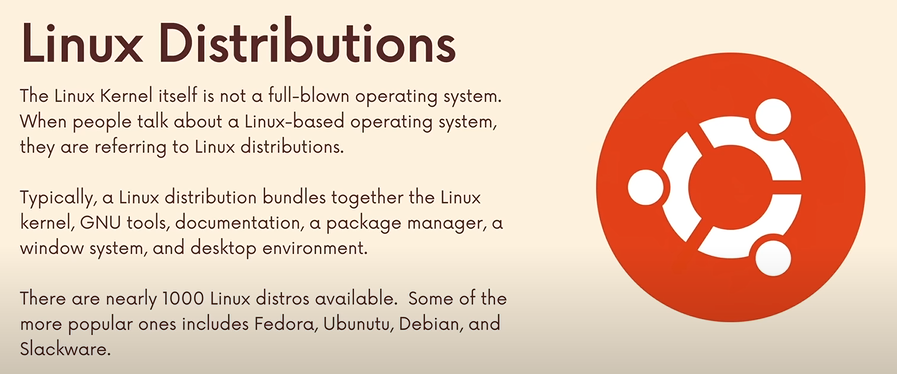 Linux Distributions
The Linux Kernel itself is not a full-blown operating system.
When people talk about a Linux-based operating system,
they are referring to Linux distributions.
Typically, a Linux distribution bundles together the Linux
kernel, GNU tools, documentation, a package manager, a
window system, and desktop environment.
There are nearly 1000 Linux distros available.  Some of the
more popular ones includes Fedora, Ubunutu, Debian, and
Slackware.